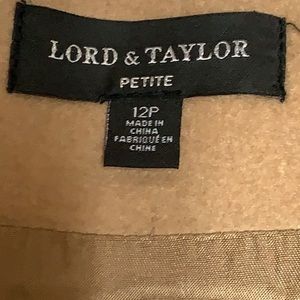 LORD & TAYLOR
PETITE
12P
MADE IN
CHINA
FABRIQUÉ EN
CHINE